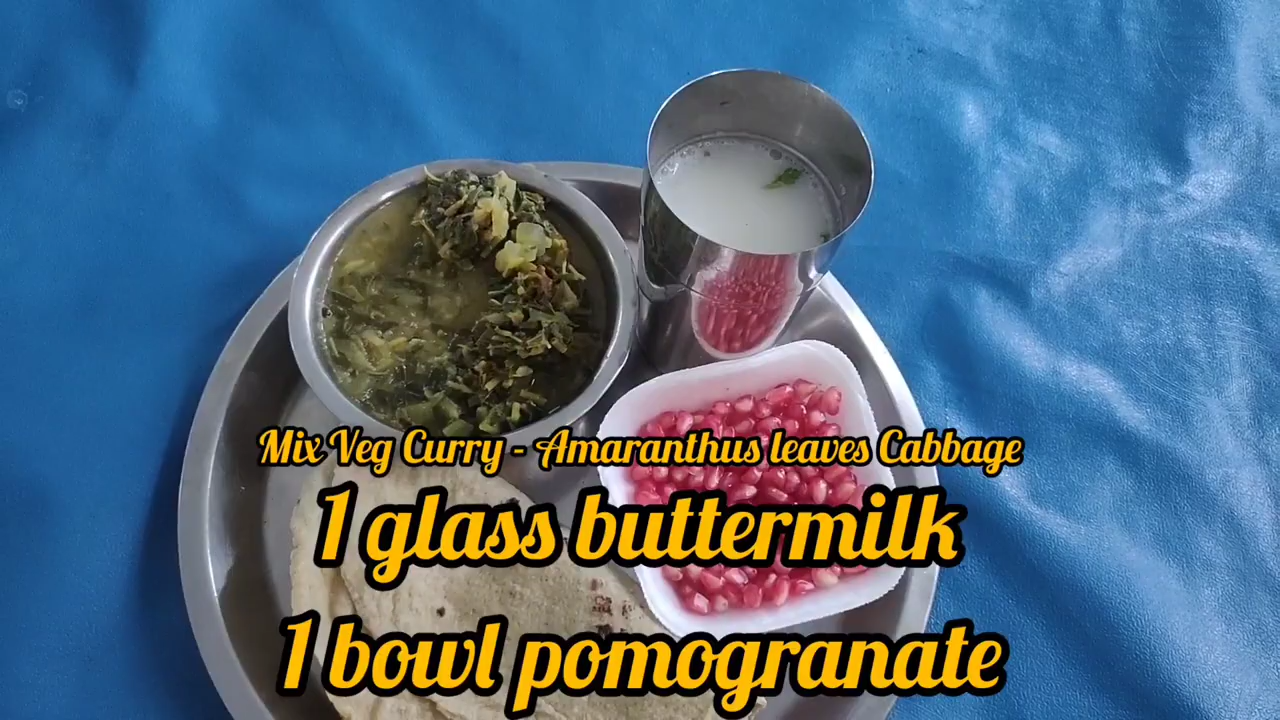 Mix Veg Curry - Amaranthus leaves Cabbage
1 glass buttermilk
1 bowl pomogranate